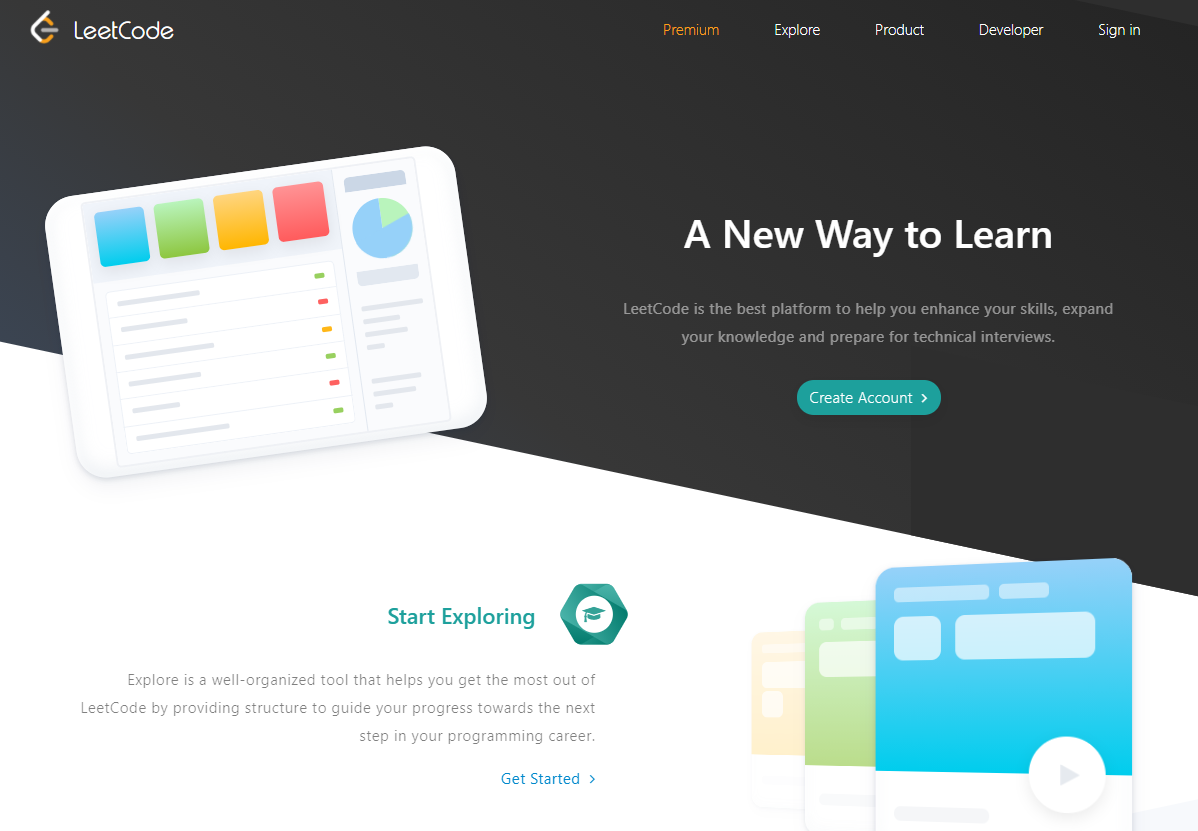 LeetCode
Premium
Explore
Product
Developer
Sign in
A New Way to Learn
LeetCode is the best platform to help you enhance your skills, expand
your knowledge and prepare for technical interviews.
Create Account
Start Exploring
Explore is a well-organized tool that helps you get the most out of
LeetCode by providing structure to guide your progress towards the next
step in your programming career.
Get Started